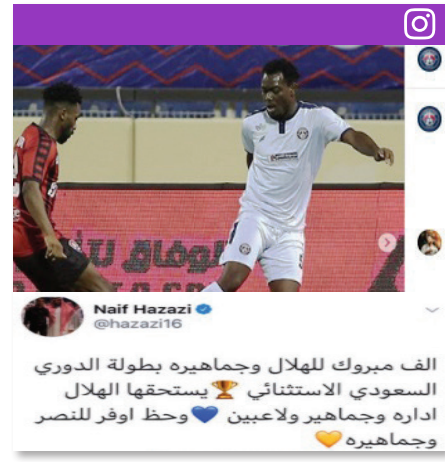 Naif Hazazi
@hazazi16
الف مبروك للهلال وجماهيره بطولة الدوري
السعودي الاستثنائي 🏆 يستحقها الهلال
اداره وجماهير ولاعبين 💙 وحظ اوفر للنصر
وجماهيره 💛